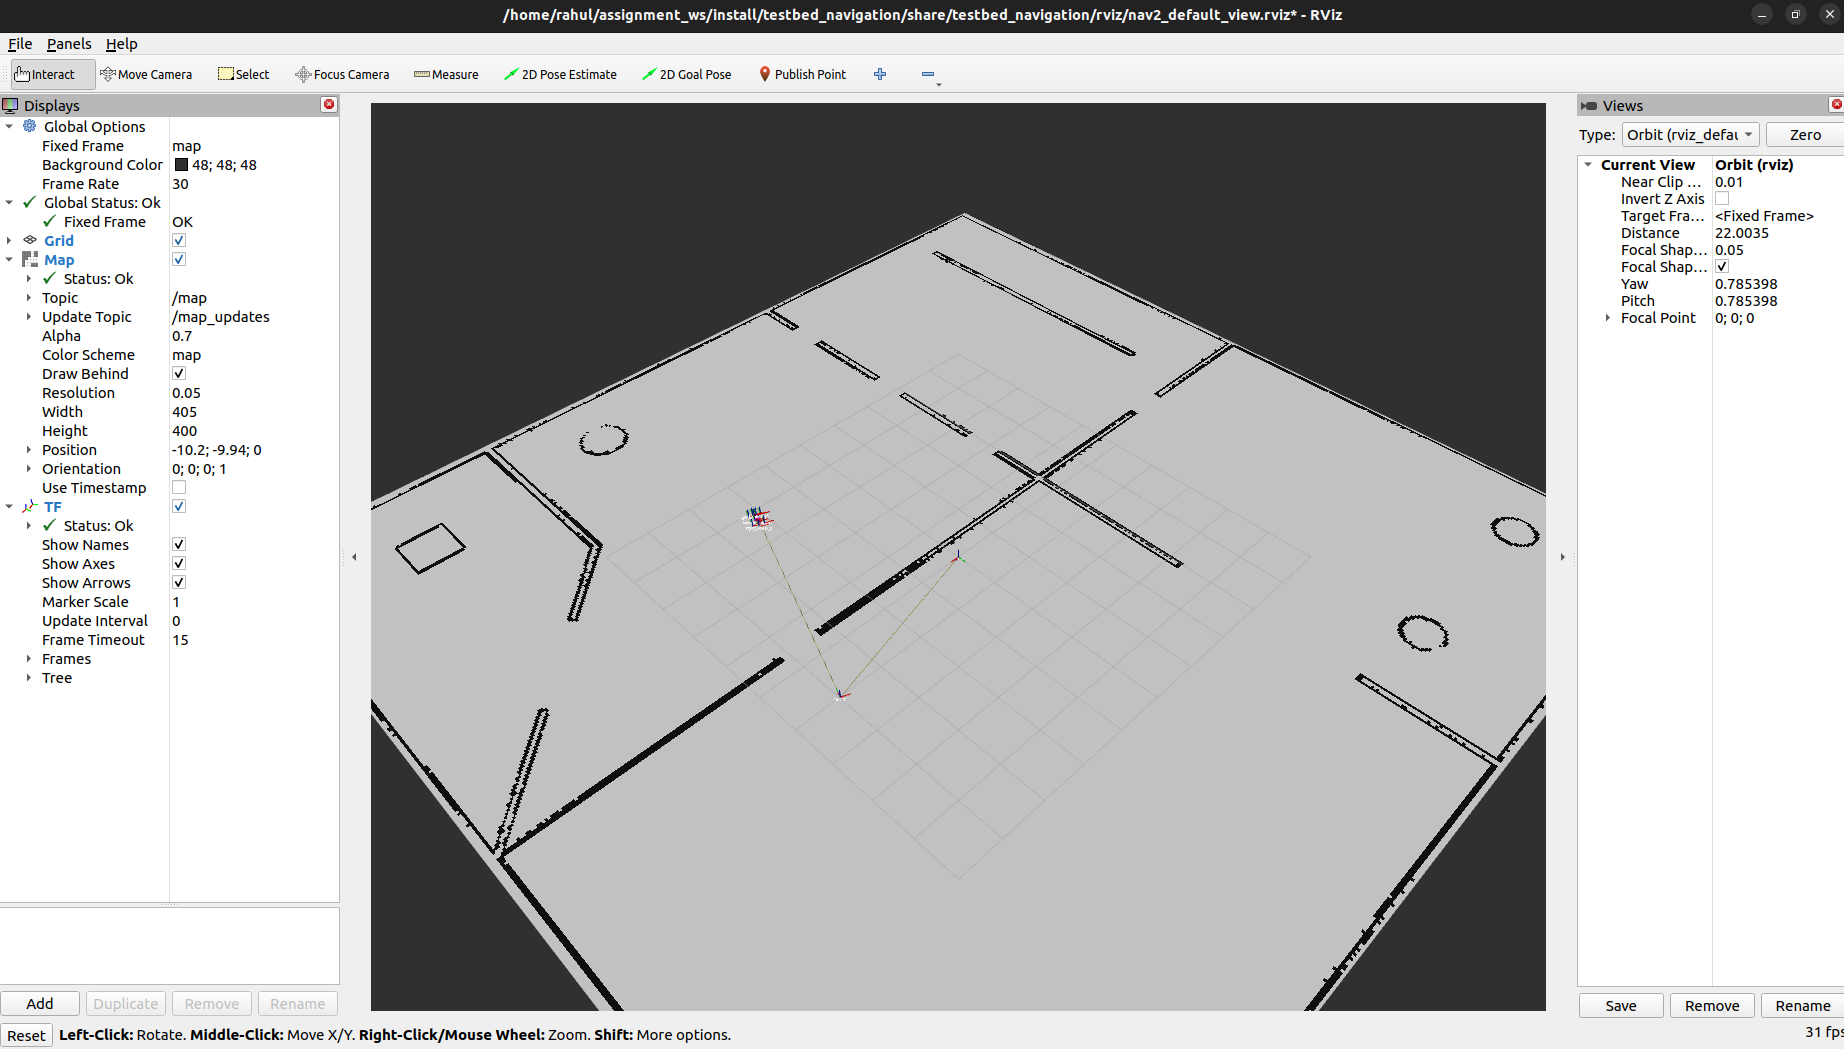 /home/rahul/assignment_ws/install/testbed_navigation/share/testbed_navigation/rviz/nav2_default_view.rviz* - RViz
File Panels Help
Interact Move Camera Select Focus Camera Measure 2D Pose Estimate 2D Goal Pose Publish Point
Displays
Global Options
Fixed Frame map
Background Color 48; 48; 48
Frame Rate 30
Global Status: Ok
Fixed Frame OK
Grid
Map
Status: Ok
Topic /map
Update Topic /map_updates
Alpha 0.7
Color Scheme map
Draw Behind
Resolution 0.05
Width 405
Height 400
Position -10.2; -9.94; 0
Orientation 0; 0; 0; 1
Use Timestamp
TF
Status: Ok
Show Names
Show Axes
Show Arrows
Marker Scale 1
Update Interval 0
Frame Timeout 15
Frames
Tree
Add Duplicate Remove Rename
Views
Type: Orbit (rviz_defau Zero
Current View Orbit (rviz)
Near Clip ... 0.01
Invert Z Axis
Target Fra... <Fixed Frame>
Distance 22.0035
Focal Shap... 0.05
Focal Shap...
Yaw 0.785398
Pitch 0.785398
Focal Point 0; 0; 0
Save Remove Rename
Reset Left-Click: Rotate. Middle-Click: Move X/Y. Right-Click/Mouse Wheel: Zoom. Shift: More options.
31 fps